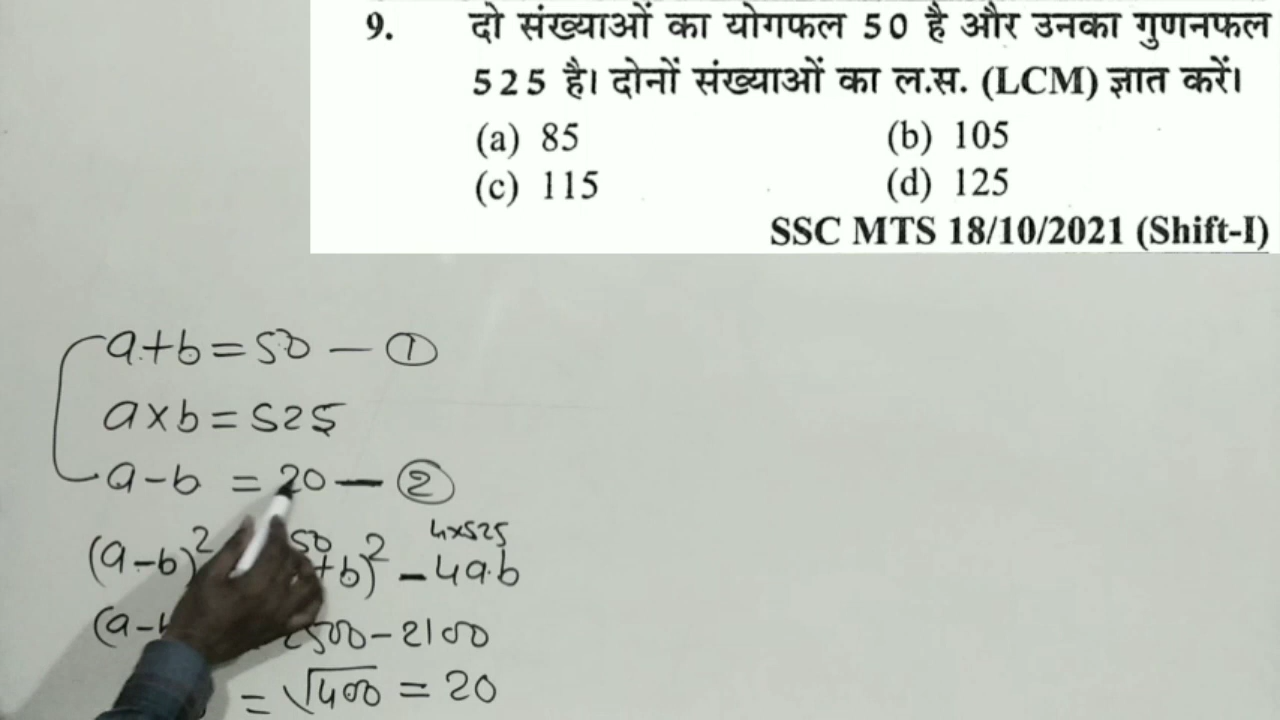 9. दो संख्याओं का योगफल 50 है और उनका गुणनफल
525 है। दोनों संख्याओं का ल.स. (LCM) ज्ञात करें।
(a) 85 (b) 105
(c) 115 (d) 125
SSC MTS 18/10/2021 (Shift-I)
a+b=50 — ①
a×b=525
a-b = 20 — ②
4×525
(a-b)² 50 +b)² - 4a.b
(a- 2500-2100
= √400 = 20